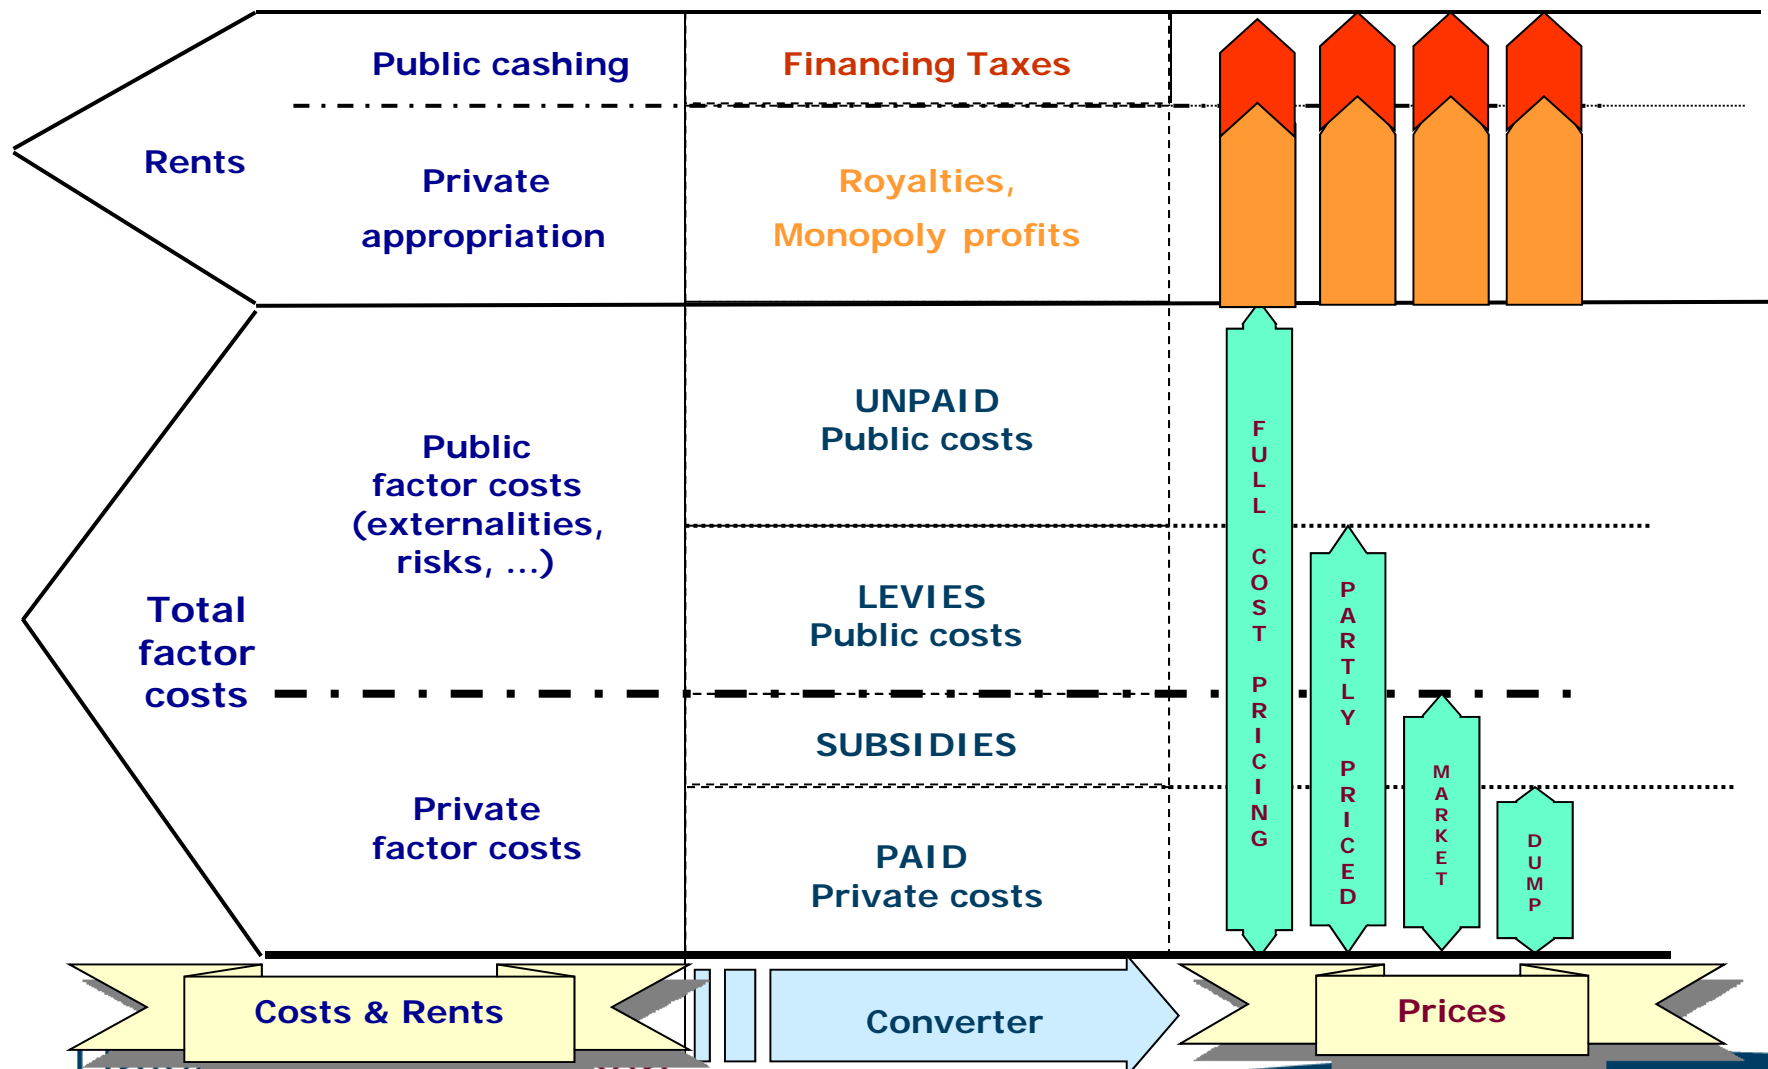 Public cashing
Financing Taxes
Rents
Private
appropriation
Royalties,
Monopoly profits
UNPAID
Public costs
Public
factor costs
(externalities,
risks, ...)
LEVIES
Public costs
Total
factor
costs
SUBSIDIES
Private
factor costs
PAID
Private costs
FULL COST PRICING
PARTLY PRICED
MARKET
DUMP
Costs & Rents
Converter
Prices